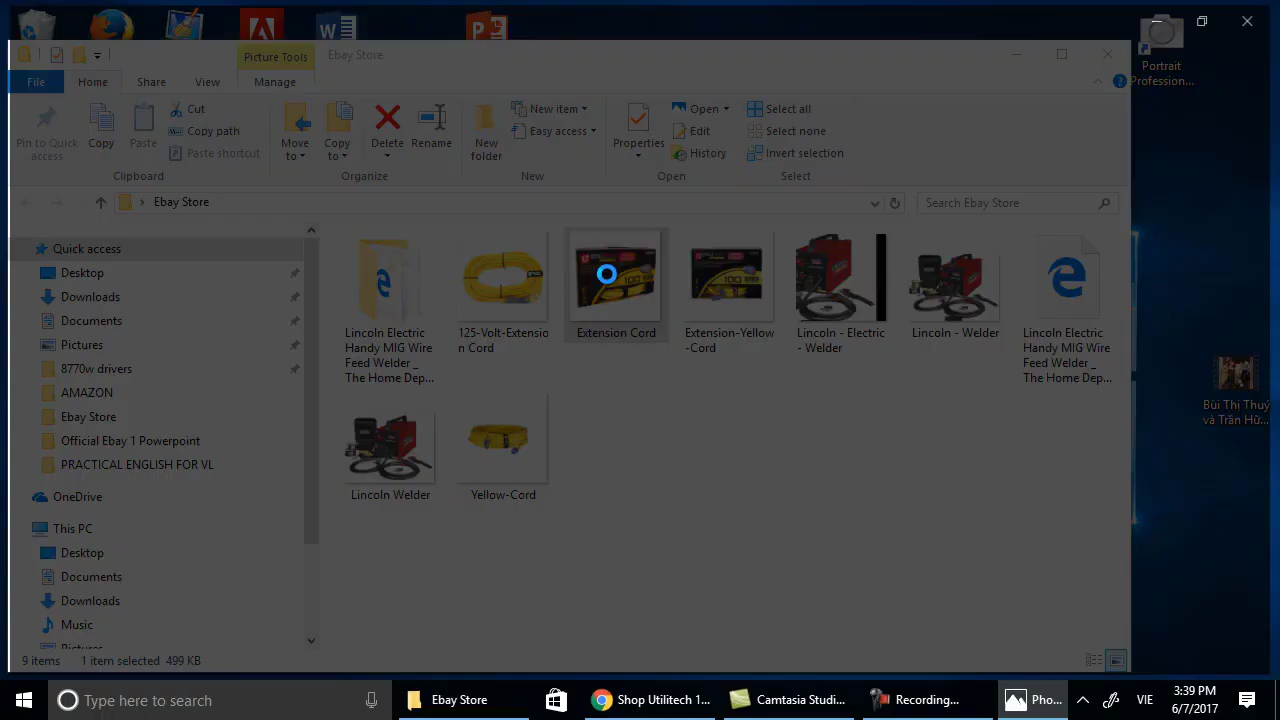 Portrait
Profession...
Picture Tools
Ebay Store
File
Home
Share
View
Manage
Pin to Quick
access
Copy
Paste
Cut
Copy path
Paste shortcut
Clipboard
Move
to
Copy
to
Delete
Rename
Organize
New
folder
New item
Easy access
New
Properties
Open
Edit
History
Open
Select all
Select none
Invert selection
Select
Ebay Store
Search Ebay Store
Quick access
Desktop
Downloads
Documents
Pictures
8770w drivers
AMAZON
Ebay Store
Official Ebay 1 Powerpoint
PRACTICAL ENGLISH FOR VL
OneDrive
This PC
Desktop
Documents
Downloads
Music
Pictures
Lincoln Electric
Handy MIG Wire
Feed Welder _
The Home Dep...
125-Volt-Extensio
n Cord
Extension Cord
Extension-Yellow
-Cord
Lincoln - Electric
- Welder
Lincoln - Welder
Lincoln Electric
Handy MIG Wire
Feed Welder _
The Home Dep...
Lincoln Welder
Yellow-Cord
Bùi Thị Thuý
và Trần Hữ...
9 items
1 item selected 499 KB
Type here to search
Ebay Store
Shop Utilitech 1...
Camtasia Studi...
Recording...
Pho...
VIE
3:39 PM
6/7/2017